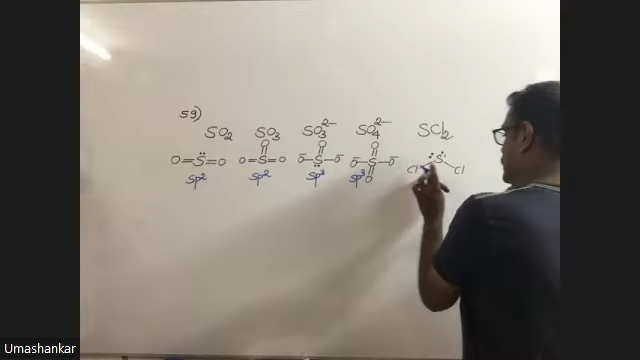 59)
SO₂ SO₃ SO₃²⁻ SO₄²⁻ SCl₂
O O O
O=S̈=O O=S=O ⁻O-S-O⁻ ⁻O-S-O⁻ S
O Cl Cl
sp² sp² sp³ sp³
Umashankar